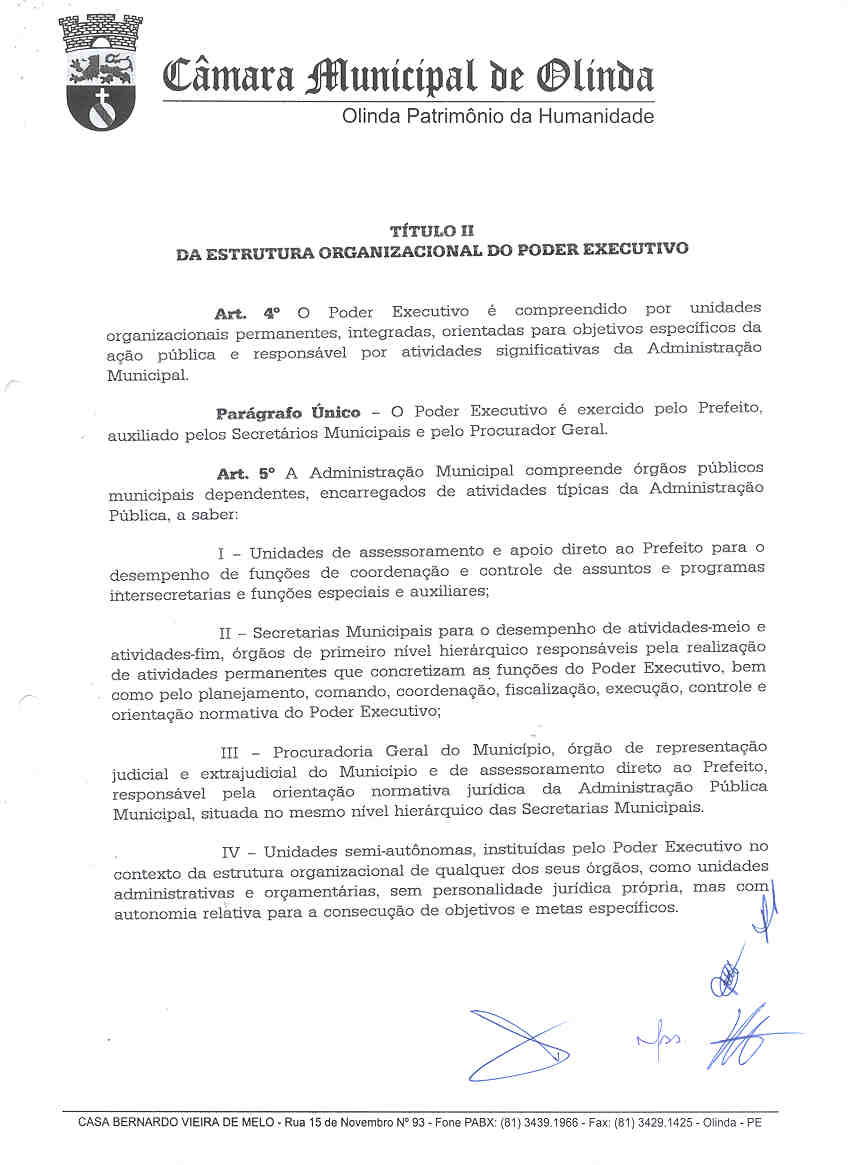 Câmara Municipal de Olinda
Olinda Patrimônio da Humanidade
TÍTULO II
DA ESTRUTURA ORGANIZACIONAL DO PODER EXECUTIVO
Art. 4º O Poder Executivo é compreendido por unidades
organizacionais permanentes, integradas, orientadas para objetivos específicos da
ação pública e responsável por atividades significativas da Administração
Municipal.
Parágrafo Único – O Poder Executivo é exercido pelo Prefeito,
auxiliado pelos Secretários Municipais e pelo Procurador Geral.
Art. 5º A Administração Municipal compreende órgãos públicos
municipais dependentes, encarregados de atividades típicas da Administração
Pública, a saber:
I – Unidades de assessoramento e apoio direto ao Prefeito para o
desempenho de funções de coordenação e controle de assuntos e programas
intersecretarias e funções especiais e auxiliares;
II – Secretarias Municipais para o desempenho de atividades-meio e
atividades-fim, órgãos de primeiro nível hierárquico responsáveis pela realização
de atividades permanentes que concretizam as funções do Poder Executivo, bem
como pelo planejamento, comando, coordenação, fiscalização, execução, controle e
orientação normativa do Poder Executivo;
III – Procuradoria Geral do Município, órgão de representação
judicial e extrajudicial do Município e de assessoramento direto ao Prefeito,
responsável pela orientação normativa jurídica da Administração Pública
Municipal, situada no mesmo nível hierárquico das Secretarias Municipais.
IV – Unidades semi-autônomas, instituídas pelo Poder Executivo no
contexto da estrutura organizacional de qualquer dos seus órgãos, como unidades
administrativas e orçamentárias, sem personalidade jurídica própria, mas com
autonomia relativa para a consecução de objetivos e metas específicos.
CASA BERNARDO VIEIRA DE MELO - Rua 15 de Novembro Nº 93 - Fone PABX: (81) 3439.1966 - Fax: (81) 3429.1425 - Olinda - PE